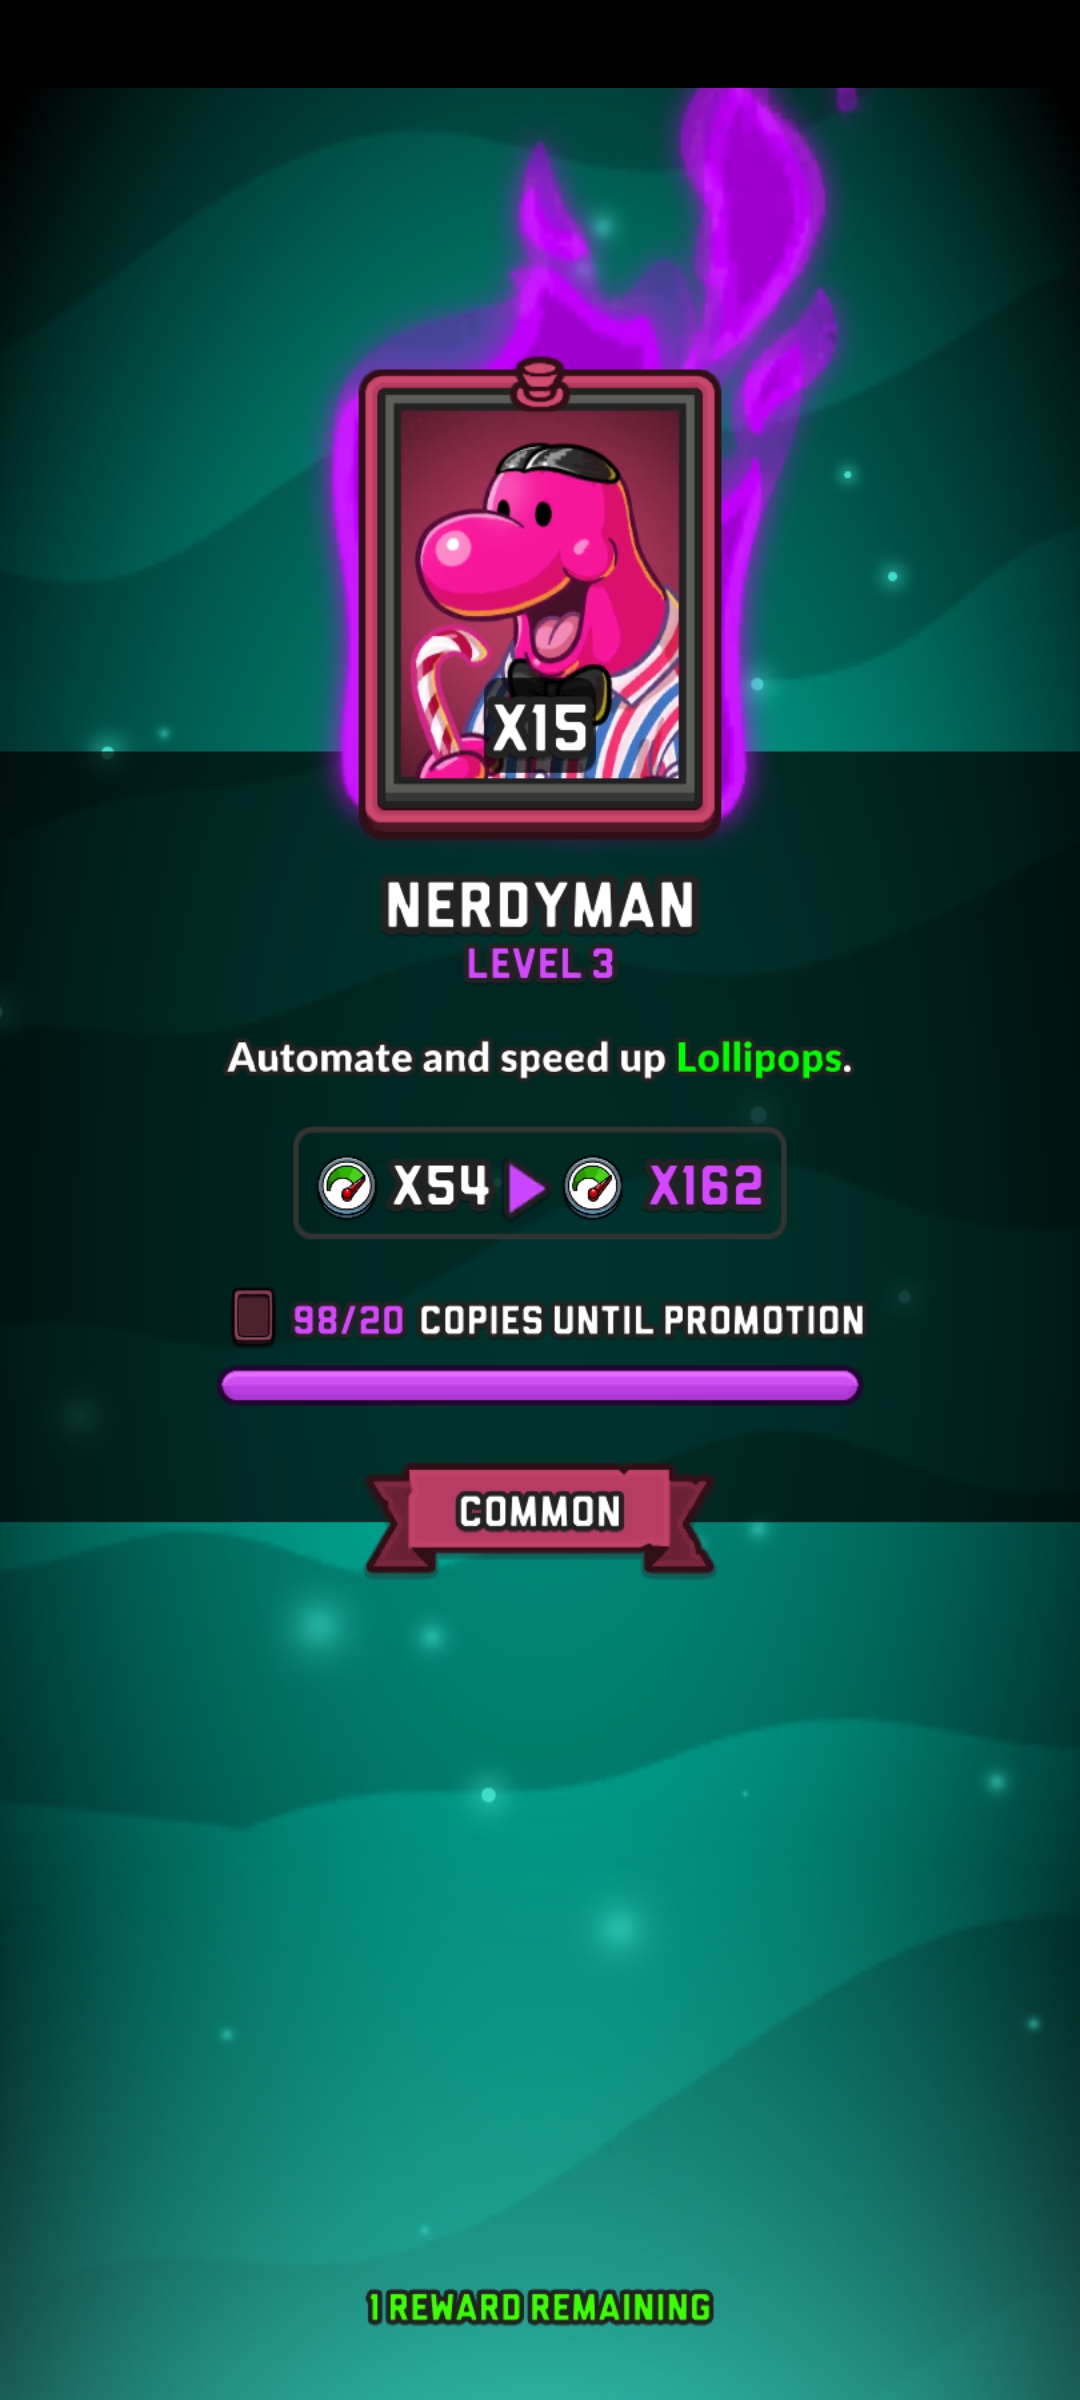 X15
NERDYMAN
LEVEL 3
Automate and speed up Lollipops.
X54 X162
98/20 COPIES UNTIL PROMOTION
COMMON
1 REWARD REMAINING